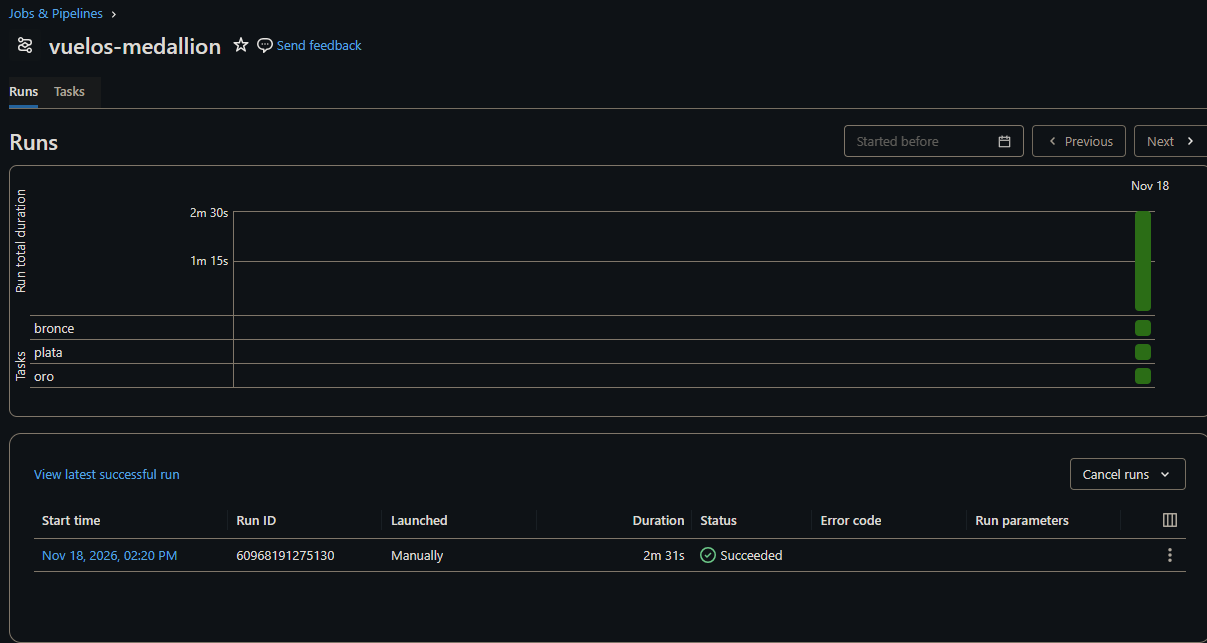 Jobs & Pipelines
vuelos-medallion Send feedback
Runs Tasks
Runs
Started before Previous Next
Nov 18
Run total duration
2m 30s
1m 15s
Tasks
bronce
plata
oro
View latest successful run
Cancel runs
Start time Run ID Launched Duration Status Error code Run parameters
Nov 18, 2026, 02:20 PM 60968191275130 Manually 2m 31s Succeeded